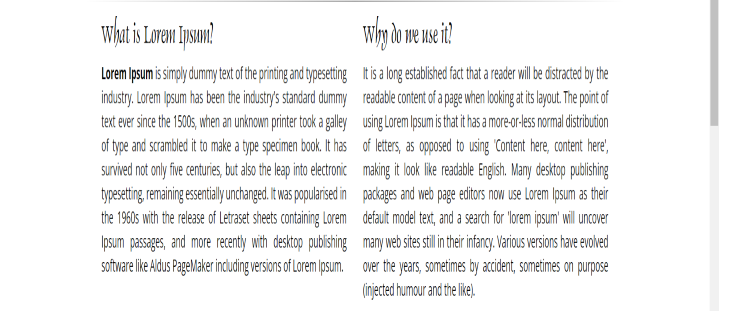 What is Lorem Ipsum?
Lorem Ipsum is simply dummy text of the printing and typesetting
industry. Lorem Ipsum has been the industry's standard dummy
text ever since the 1500s, when an unknown printer took a galley
of type and scrambled it to make a type specimen book. It has
survived not only five centuries, but also the leap into electronic
typesetting, remaining essentially unchanged. It was popularised in
the 1960s with the release of Letraset sheets containing Lorem
Ipsum passages, and more recently with desktop publishing
software like Aldus PageMaker including versions of Lorem Ipsum.
Why do we use it?
It is a long established fact that a reader will be distracted by the
readable content of a page when looking at its layout. The point of
using Lorem Ipsum is that it has a more-or-less normal distribution
of letters, as opposed to using 'Content here, content here',
making it look like readable English. Many desktop publishing
packages and web page editors now use Lorem Ipsum as their
default model text, and a search for 'lorem ipsum' will uncover
many web sites still in their infancy. Various versions have evolved
over the years, sometimes by accident, sometimes on purpose
(injected humour and the like).